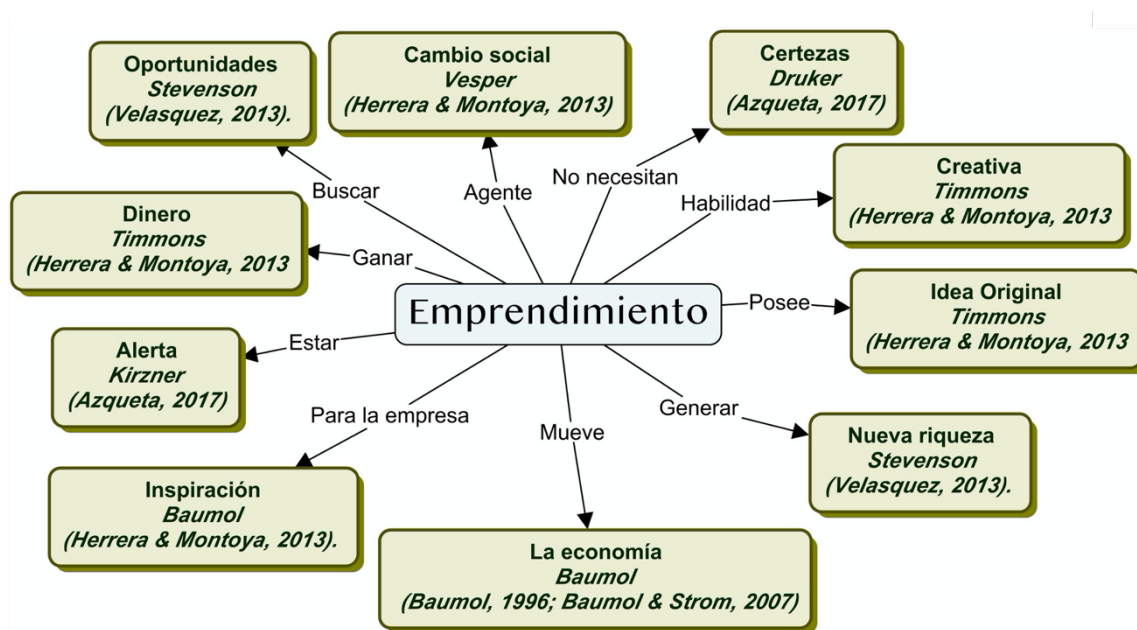 Oportunidades
Stevenson
(Velasquez, 2013).
Cambio social
Vesper
(Herrera & Montoya, 2013)
Certezas
Druker
(Azqueta, 2017)
Buscar
Agente
No necesitan
Habilidad
Creativa
Timmons
(Herrera & Montoya, 2013
Dinero
Timmons
(Herrera & Montoya, 2013
Ganar
Emprendimiento
Posee
Idea Original
Timmons
(Herrera & Montoya, 2013
Estar
Alerta
Kirzner
(Azqueta, 2017)
Para la empresa
Mueve
Generar
Nueva riqueza
Stevenson
(Velasquez, 2013).
Inspiración
Baumol
(Herrera & Montoya, 2013).
La economía
Baumol
(Baumol, 1996; Baumol & Strom, 2007)